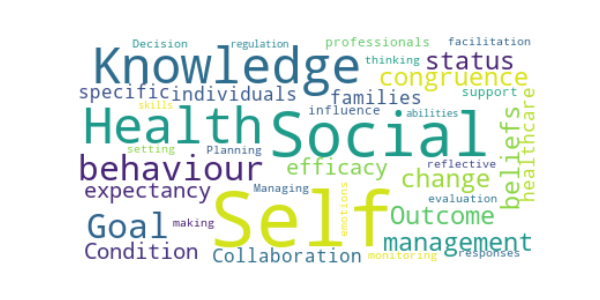 Decision regulation professionals facilitation
Knowledge thinking status
congruence
specific individuals families support
skills influence abilities
Health Social
setting Planning
beliefs healthcare
behaviour efficacy reflective
expectancy Managing change evaluation
emotions
Self
Goal making Outcome
management
Condition Collaboration monitoring responses